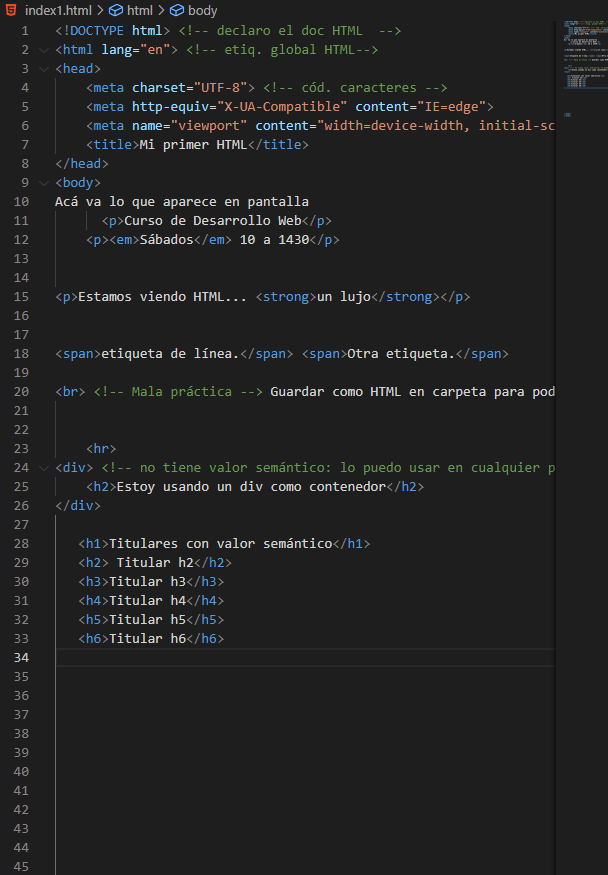 index1.html > html > body
1 <!DOCTYPE html> <!-- declaro el doc HTML  -->
2 <html lang="en"> <!-- etiq. global HTML-->
3 <head>
4     <meta charset="UTF-8"> <!-- cód. caracteres -->
5     <meta http-equiv="X-UA-Compatible" content="IE=edge">
6     <meta name="viewport" content="width=device-width, initial-sc
7     <title>Mi primer HTML</title>
8 </head>
9 <body>
10 Acá va lo que aparece en pantalla
11       <p>Curso de Desarrollo Web</p>
12     <p><em>Sábados</em> 10 a 1430</p>
13
14
15 <p>Estamos viendo HTML... <strong>un lujo</strong></p>
16
17
18 <span>etiqueta de línea.</span> <span>Otra etiqueta.</span>
19
20 <br> <!-- Mala práctica --> Guardar como HTML en carpeta para pod
21
22
23     <hr>
24 <div> <!-- no tiene valor semántico: lo puedo usar en cualquier p
25     <h2>Estoy usando un div como contenedor</h2>
26 </div>
27
28    <h1>Titulares con valor semántico</h1>
29    <h2> Titular h2</h2>
30    <h3>Titular h3</h3>
31    <h4>Titular h4</h4>
32    <h5>Titular h5</h5>
33    <h6>Titular h6</h6>
34
35
36
37
38
39
40
41
42
43
44
45